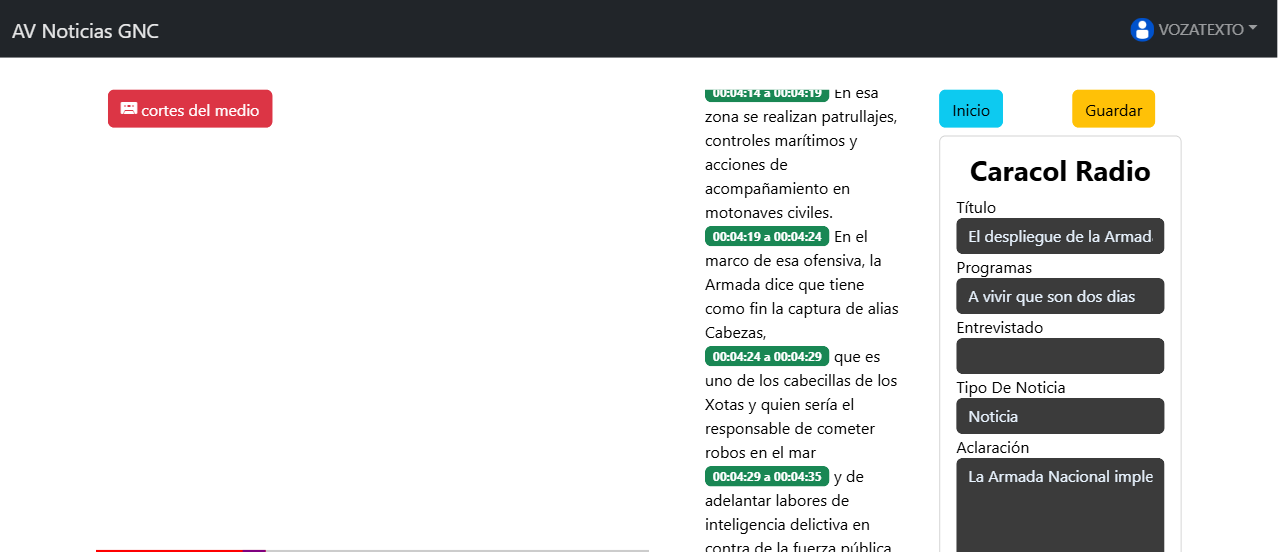 AV Noticias GNC
VOZATEXTO
cortes del medio
00:04:14 a 00:04:19 En esa
zona se realizan patrullajes,
controles marítimos y
acciones de
acompañamiento en
motonaves civiles.
00:04:19 a 00:04:24 En el
marco de esa ofensiva, la
Armada dice que tiene
como fin la captura de alias
Cabezas,
00:04:24 a 00:04:29 que es
uno de los cabecillas de los
Xotas y quien sería el
responsable de cometer
robos en el mar
00:04:29 a 00:04:35 y de
adelantar labores de
inteligencia delictiva en
contra de la fuerza pública
Inicio
Guardar
Caracol Radio
Título
El despliegue de la Armad
Programas
A vivir que son dos dias
Entrevistado
Tipo De Noticia
Noticia
Aclaración
La Armada Nacional imple